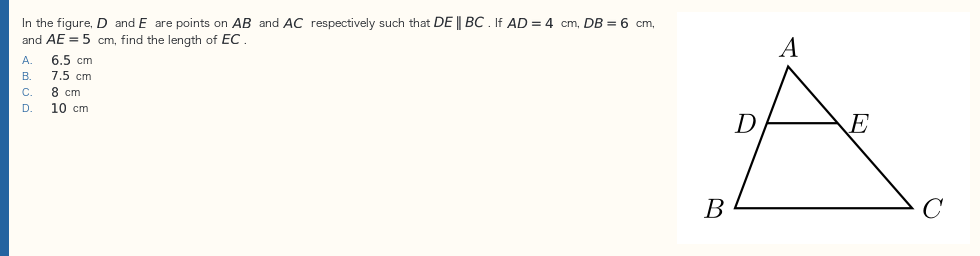 In the figure, D and E are points on AB and AC respectively such that DE ∥ BC . If AD = 4 cm, DB = 6 cm,
and AE = 5 cm, find the length of EC .
A. 6.5 cm
B. 7.5 cm
C. 8 cm
D. 10 cm
A
D E
B C